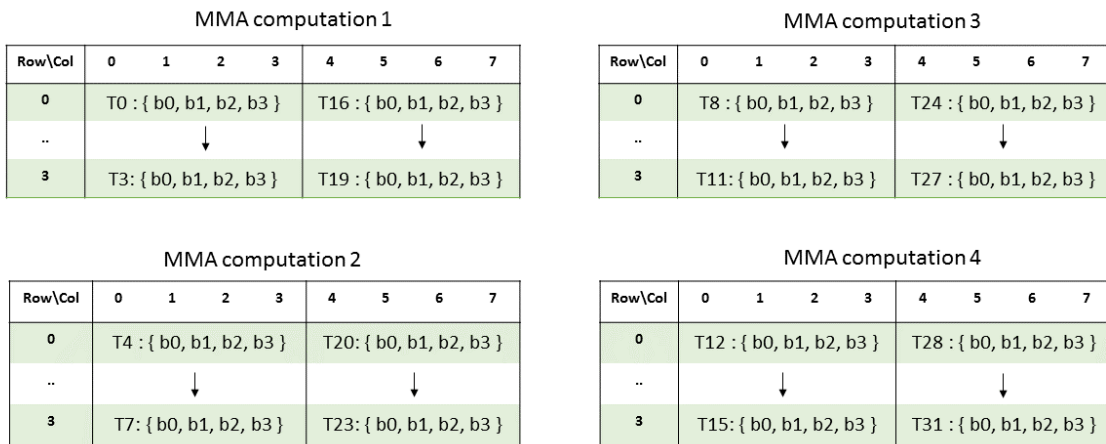 MMA computation 1
Row\Col 0 1 2 3 4 5 6 7
0 T0 : { b0, b1, b2, b3 } T16 : { b0, b1, b2, b3 }
..
3 T3: { b0, b1, b2, b3 } T19 : { b0, b1, b2, b3 }
MMA computation 3
Row\Col 0 1 2 3 4 5 6 7
0 T8 : { b0, b1, b2, b3 } T24 : { b0, b1, b2, b3 }
..
3 T11: { b0, b1, b2, b3 } T27 : { b0, b1, b2, b3 }
MMA computation 2
Row\Col 0 1 2 3 4 5 6 7
0 T4 : { b0, b1, b2, b3 } T20: { b0, b1, b2, b3 }
..
3 T7: { b0, b1, b2, b3 } T23: { b0, b1, b2, b3 }
MMA computation 4
Row\Col 0 1 2 3 4 5 6 7
0 T12 : { b0, b1, b2, b3 } T28 : { b0, b1, b2, b3 }
..
3 T15: { b0, b1, b2, b3 } T31 : { b0, b1, b2, b3 }